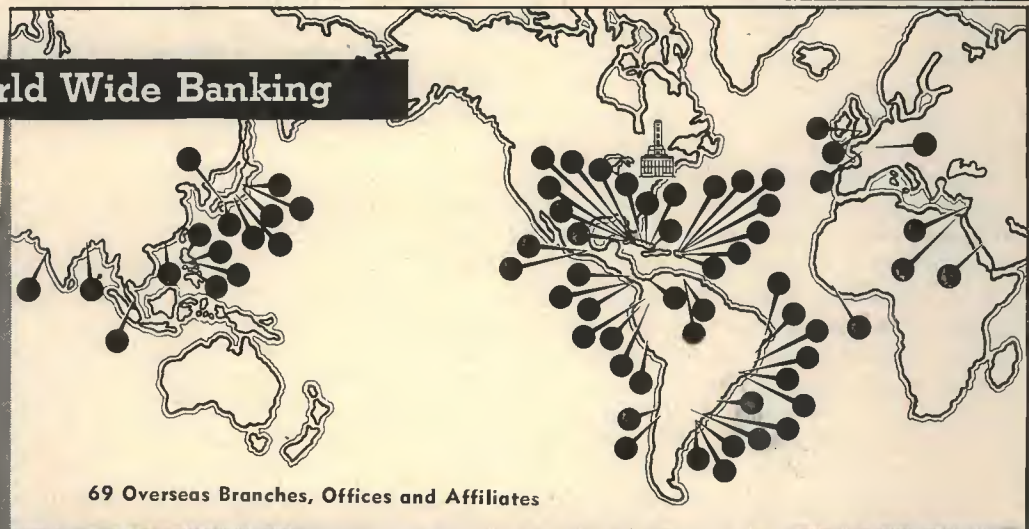 rld Wide Banking
69 Overseas Branches, Offices and Affiliates